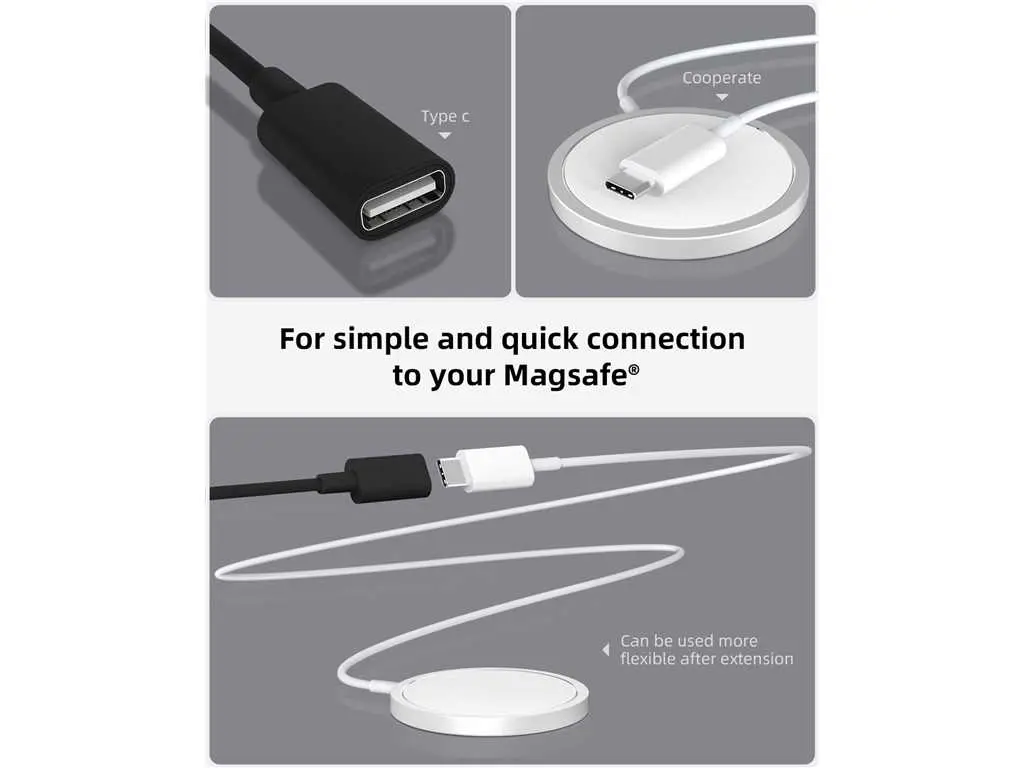 Type c
Cooperate
For simple and quick connection
to your Magsafe®
Can be used more
flexible after extension